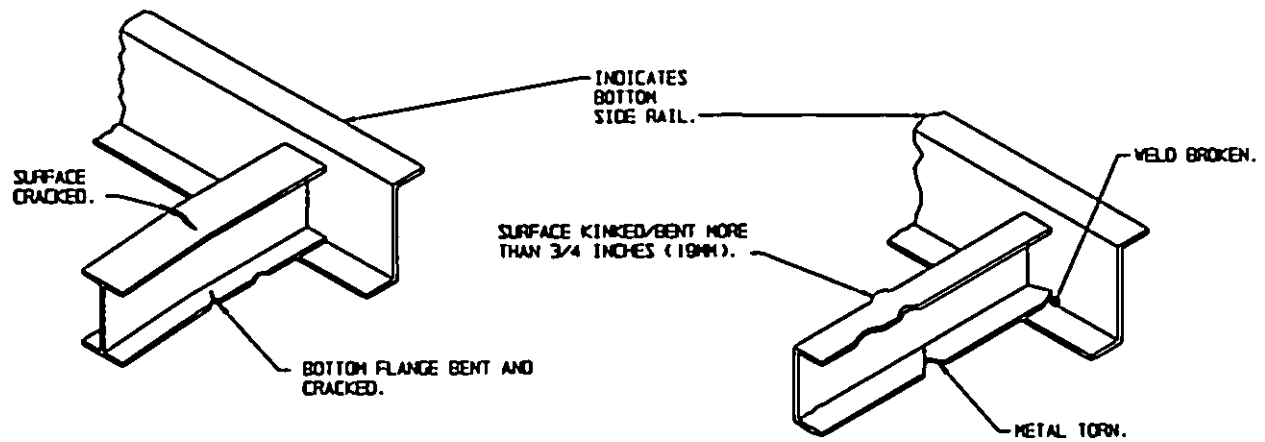 INDICATES
BOTTOM
SIDE RAIL.
WELD BROKEN.
SURFACE
CRACKED.
SURFACE KINKED/BENT MORE
THAN 3/4 INCHES (19MM).
BOTTOM FLANGE BENT AND
CRACKED.
METAL TORN.